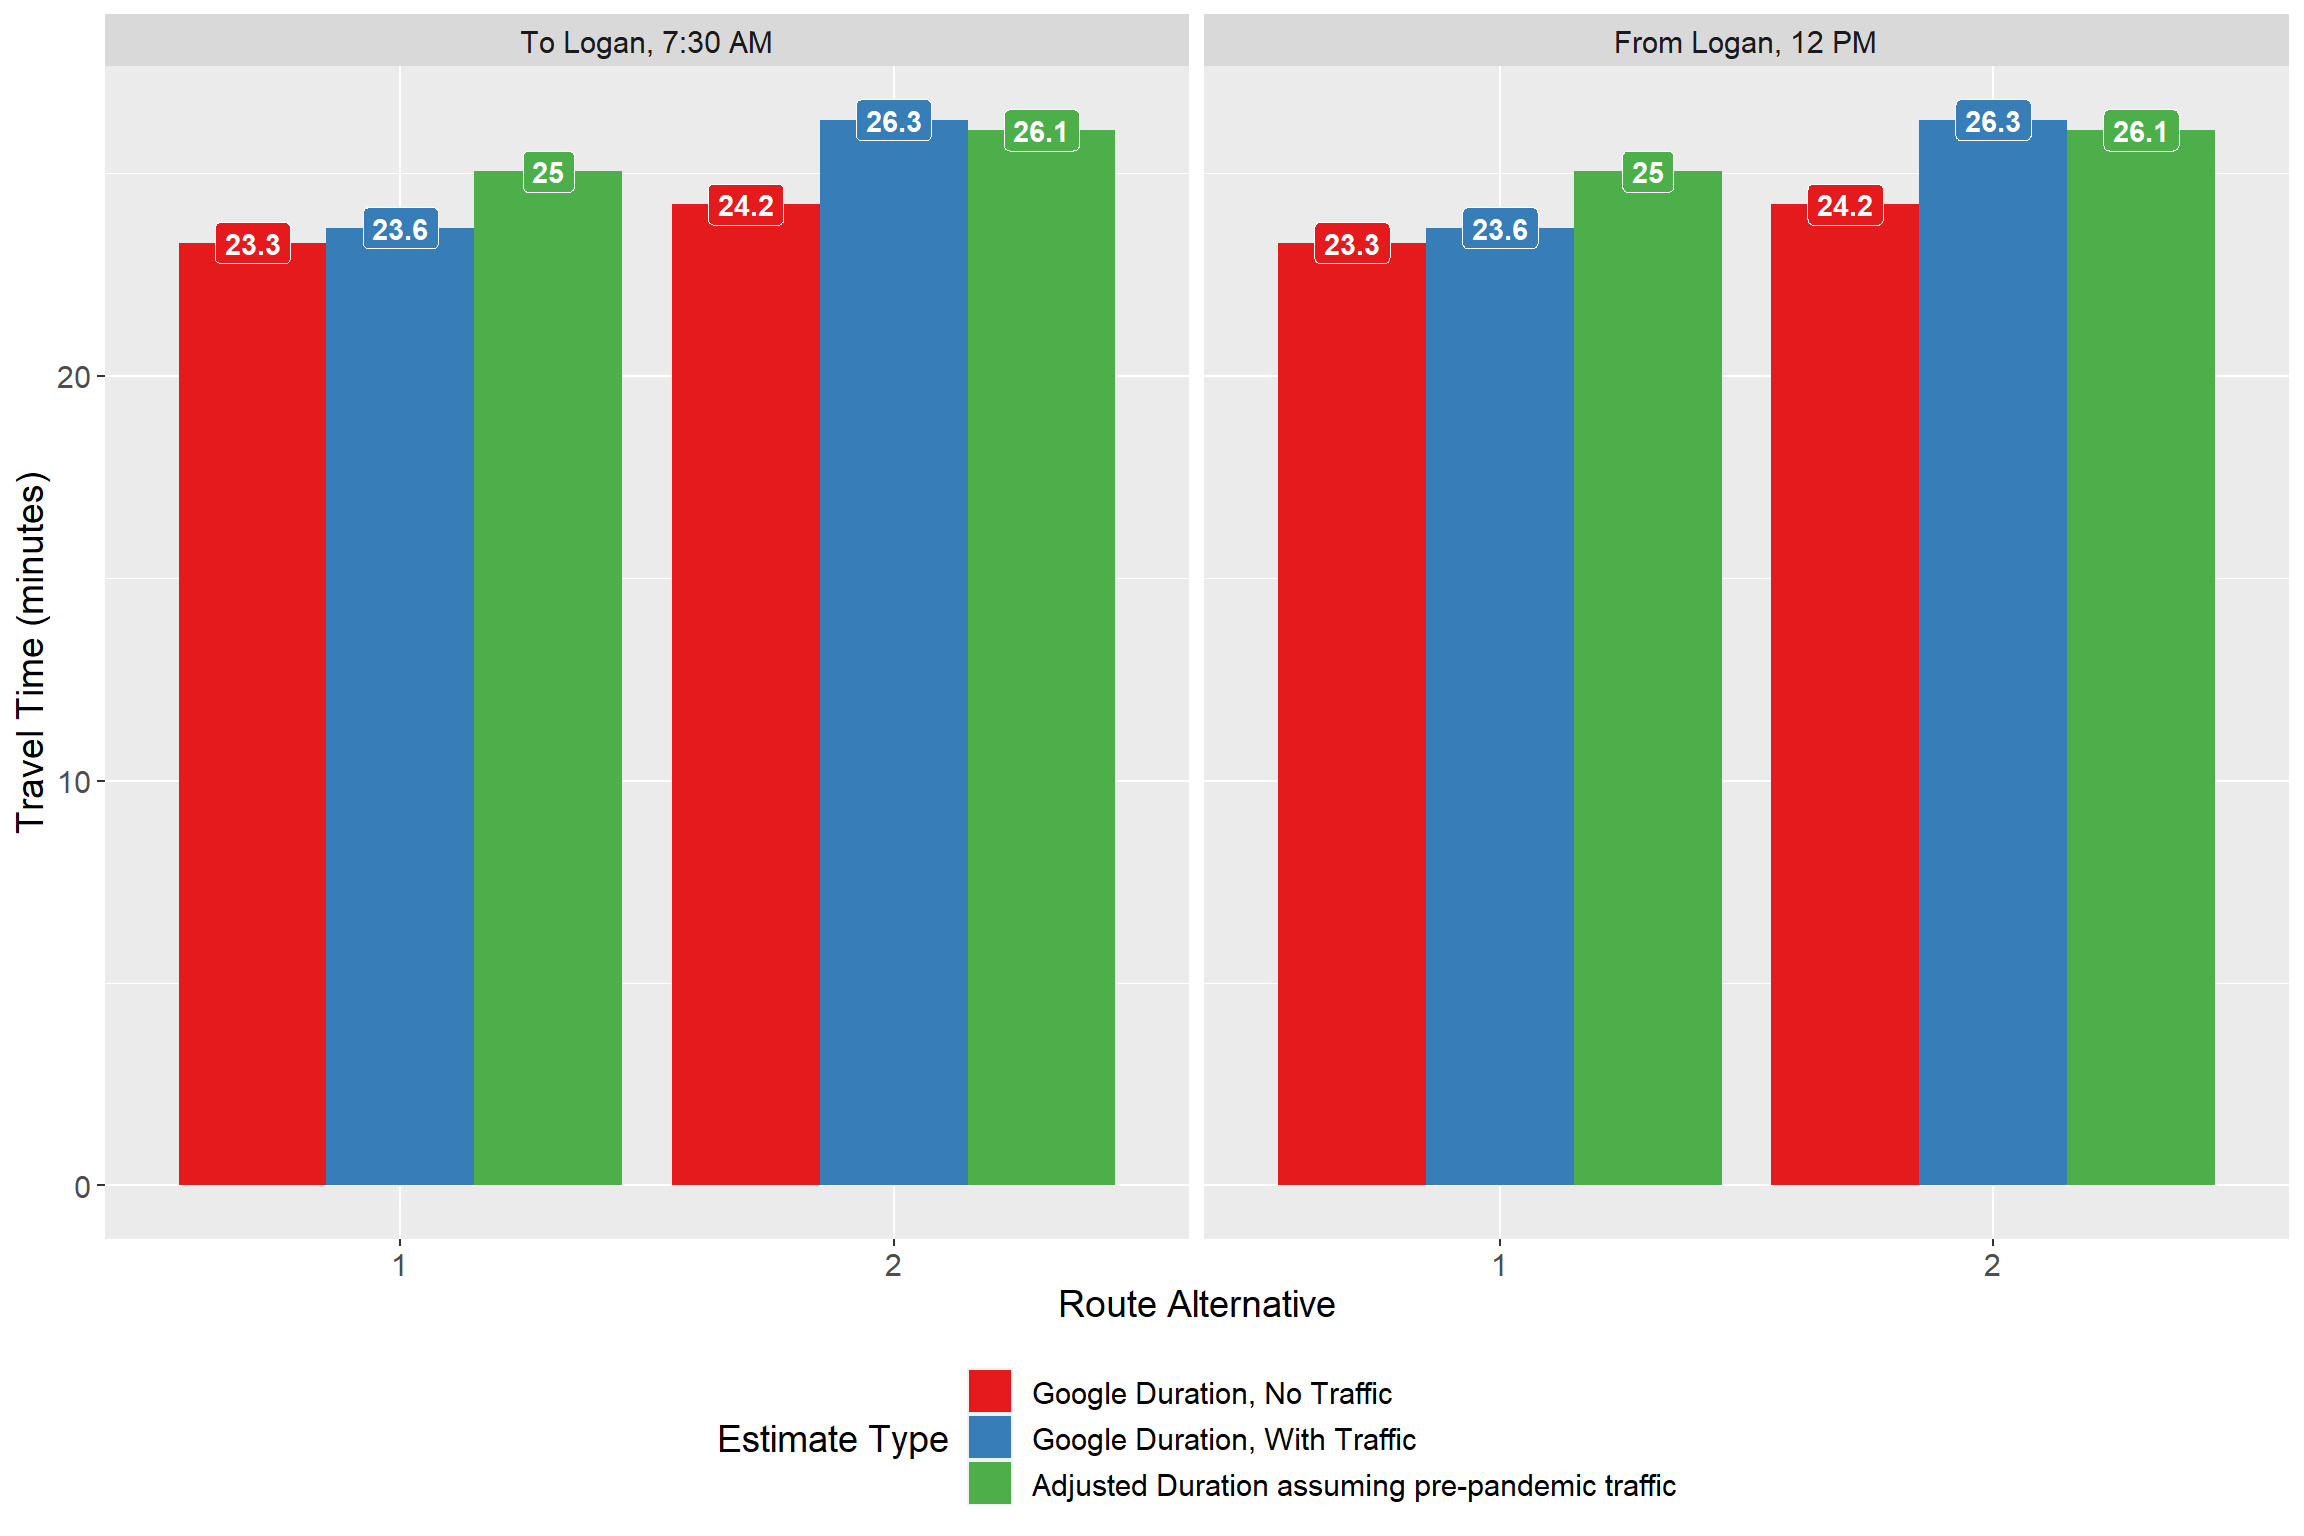 To Logan, 7:30 AM
From Logan, 12 PM
23.3
23.6
25
24.2
26.3
26.1
23.3
23.6
25
24.2
26.3
26.1
Travel Time (minutes)
20
10
0
1
2
1
2
Route Alternative
Estimate Type
Google Duration, No Traffic
Google Duration, With Traffic
Adjusted Duration assuming pre-pandemic traffic